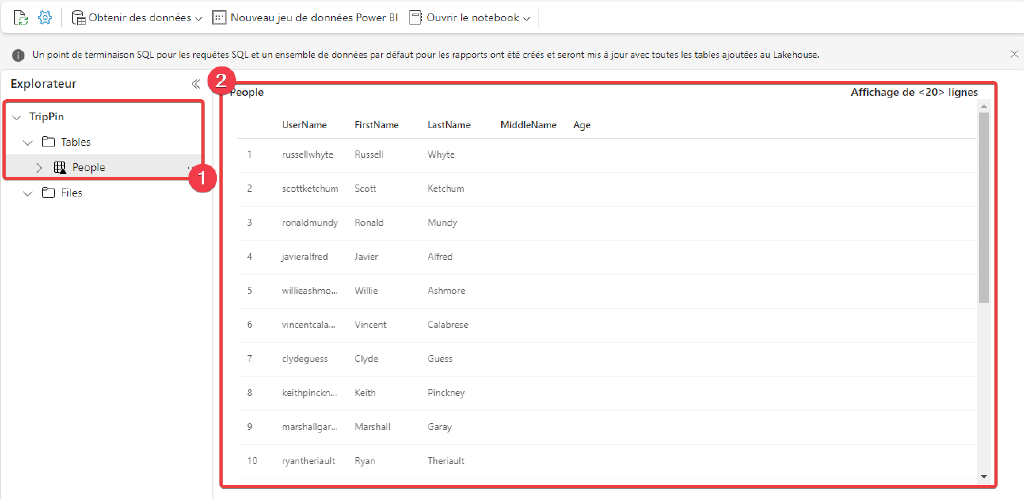 Obtenir des données Nouveau jeu de données Power BI Ouvrir le notebook
Un point de terminaison SQL pour les requêtes SQL et un ensemble de données par défaut pour les rapports ont été créés et seront mis à jour avec toutes les tables ajoutées au Lakehouse.
Explorateur
TripPin
Tables
People
Files
1
2
People Affichage de <20> lignes
UserName FirstName LastName MiddleName Age
1 russellwhyte Russell Whyte
2 scottketchum Scott Ketchum
3 ronaldmundy Ronald Mundy
4 javieralfred Javier Alfred
5 willieashmo... Willie Ashmore
6 vincentcala... Vincent Calabrese
7 clydeguess Clyde Guess
8 keithpinckn... Keith Pinckney
9 marshallgar... Marshall Garay
10 ryantheriault Ryan Theriault